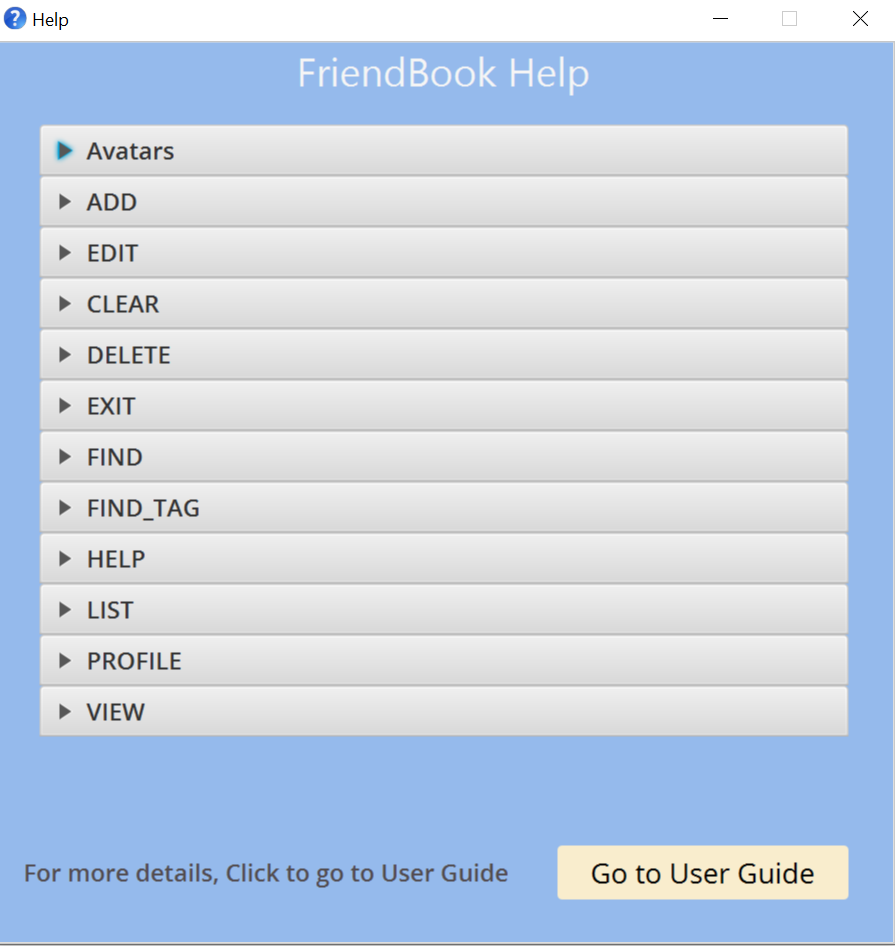 Help
FriendBook Help
Avatars
ADD
EDIT
CLEAR
DELETE
EXIT
FIND
FIND_TAG
HELP
LIST
PROFILE
VIEW
For more details, Click to go to User Guide
Go to User Guide